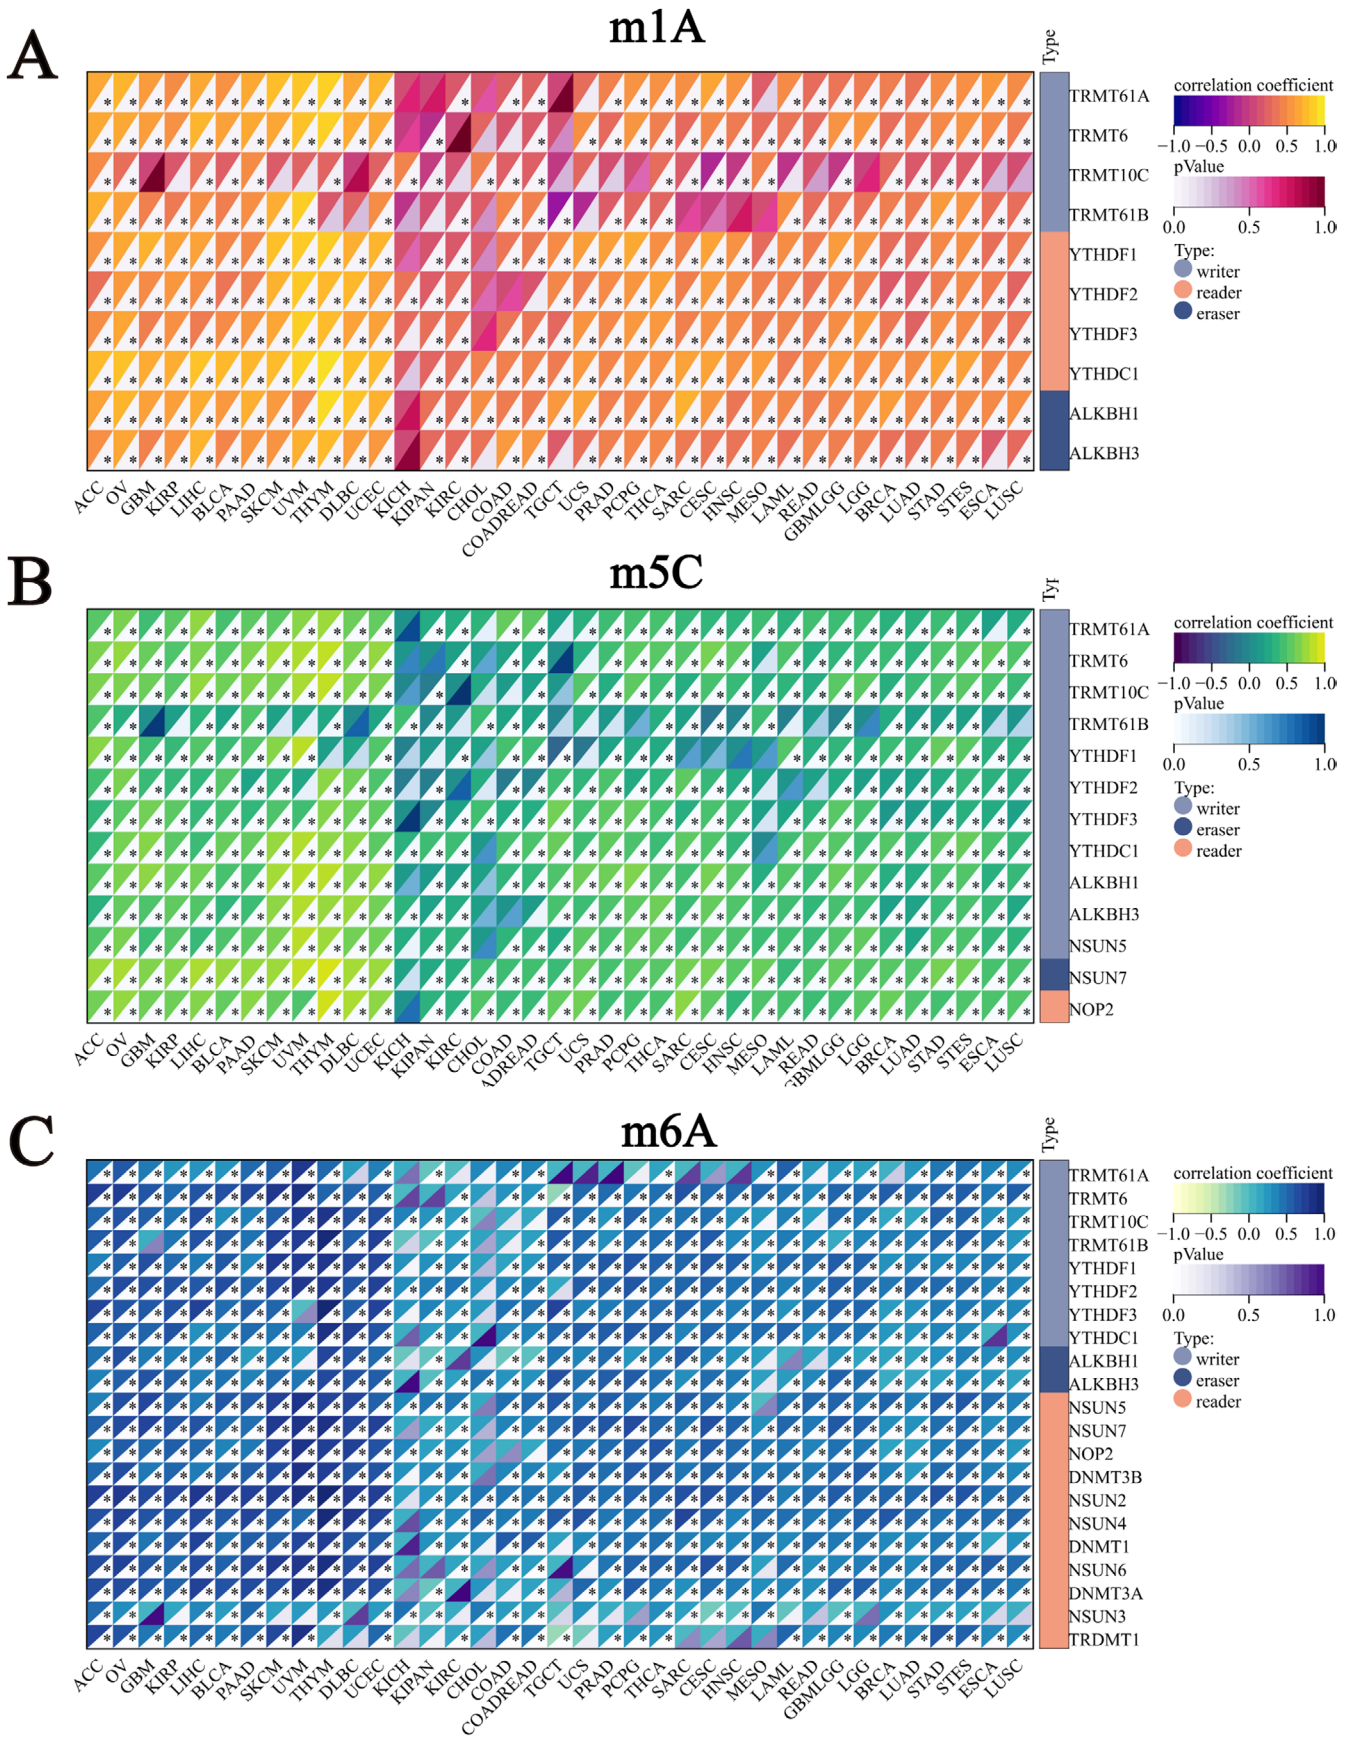 A
m1A
Type
TRMT61A
TRMT6
TRMT10C
TRMT61B
YTHDF1
YTHDF2
YTHDF3
YTHDC1
ALKBH1
ALKBH3
correlation coefficient
−1.0 −0.5 0.0 0.5 1.0
pValue
0.0 0.5 1.0
Type:
writer
reader
eraser
ACC OV GBM KIRP LIHC BLCA PAAD SKCM UVM THYM DLBC UCEC KICH KIPAN KIRC CHOL COAD COADREAD TGCT UCS PRAD PCPG THCA SARC CESC HNSC MESO LAML READ GBMLGG LGG BRCA LUAD STAD STES ESCA LUSC
B
m5C
Typ
TRMT61A
TRMT6
TRMT10C
TRMT61B
YTHDF1
YTHDF2
YTHDF3
YTHDC1
ALKBH1
ALKBH3
NSUN5
NSUN7
NOP2
correlation coefficient
−1.0 −0.5 0.0 0.5 1.0
pValue
0.0 0.5 1.0
Type:
writer
eraser
reader
ACC OV GBM KIRP LIHC BLCA PAAD SKCM UVM THYM DLBC UCEC KICH KIPAN KIRC CHOL COAD ADREAD TGCT UCS PRAD PCPG THCA SARC CESC HNSC MESO LAML READ GBMLGG LGG BRCA LUAD STAD STES ESCA LUSC
C
m6A
Type
TRMT61A
TRMT6
TRMT10C
TRMT61B
YTHDF1
YTHDF2
YTHDF3
YTHDC1
ALKBH1
ALKBH3
NSUN5
NSUN7
NOP2
DNMT3B
NSUN2
NSUN4
DNMT1
NSUN6
DNMT3A
NSUN3
TRDMT1
correlation coefficient
−1.0 −0.5 0.0 0.5 1.0
pValue
0.0 0.5 1.0
Type:
writer
eraser
reader
ACC OV GBM KIRP LIHC BLCA PAAD SKCM UVM THYM DLBC UCEC KICH KIPAN KIRC CHOL COAD COADREAD TGCT UCS PRAD PCPG THCA SARC CESC HNSC MESO LAML READ GBMLGG LGG BRCA LUAD STAD STES ESCA LUSC